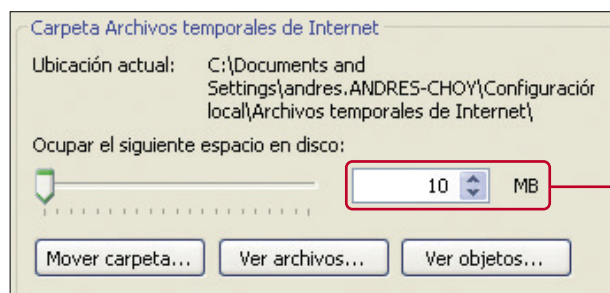 Carpeta Archivos temporales de Internet
Ubicación actual: C:\Documents and
Settings\andres.ANDRES-CHOY\Configuración
local\Archivos temporales de Internet\
Ocupar el siguiente espacio en disco:
10 MB
Mover carpeta... Ver archivos... Ver objetos...